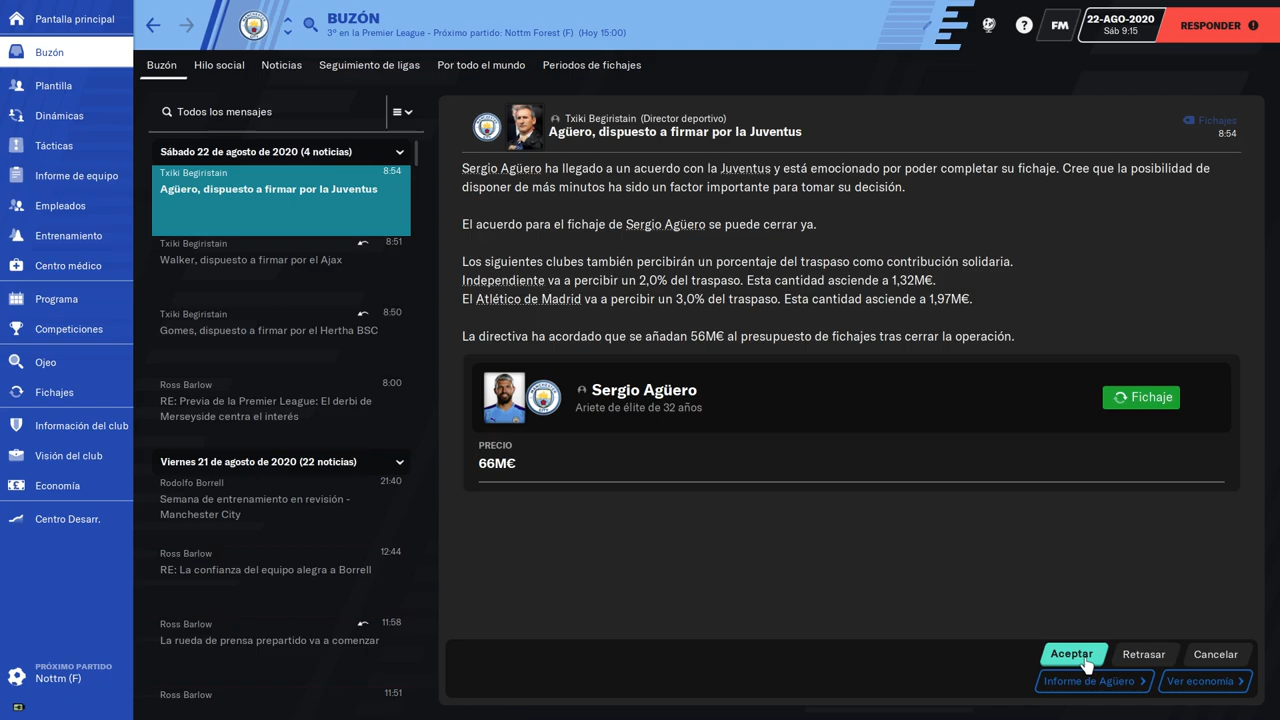 Pantalla principal
Buzón
Plantilla
Dinámicas
Tácticas
Informe de equipo
Empleados
Entrenamiento
Centro médico
Programa
Competiciones
Ojeo
Fichajes
Información del club
Visión del club
Economía
Centro Desarr.
PRÓXIMO PARTIDO
Nottm (F)
BUZÓN
3º en la Premier League - Próximo partido: Nottm Forest (F) (Hoy 15:00)
FM
22-AGO-2020
Sáb 9:15
RESPONDER
Buzón Hilo social Noticias Seguimiento de ligas Por todo el mundo Periodos de fichajes
Todos los mensajes
Sábado 22 de agosto de 2020 (4 noticias)
Txiki Begiristain 8:54
Agüero, dispuesto a firmar por la Juventus
Txiki Begiristain 8:51
Walker, dispuesto a firmar por el Ajax
Txiki Begiristain 8:50
Gomes, dispuesto a firmar por el Hertha BSC
Ross Barlow 8:00
RE: Previa de la Premier League: El derbi de
Merseyside centra el interés
Viernes 21 de agosto de 2020 (22 noticias)
Rodolfo Borrell 21:40
Semana de entrenamiento en revisión -
Manchester City
Ross Barlow 12:44
RE: La confianza del equipo alegra a Borrell
Ross Barlow 11:58
La rueda de prensa prepartido va a comenzar
Ross Barlow 11:51
Txiki Begiristain (Director deportivo)
Agüero, dispuesto a firmar por la Juventus
Fichajes
8:54
Sergio Agüero ha llegado a un acuerdo con la Juventus y está emocionado por poder completar su fichaje. Cree que la posibilidad de
disponer de más minutos ha sido un factor importante para tomar su decisión.
El acuerdo para el fichaje de Sergio Agüero se puede cerrar ya.
Los siguientes clubes también percibirán un porcentaje del traspaso como contribución solidaria.
Independiente va a percibir un 2,0% del traspaso. Esta cantidad asciende a 1,32M€.
El Atlético de Madrid va a percibir un 3,0% del traspaso. Esta cantidad asciende a 1,97M€.
La directiva ha acordado que se añadan 56M€ al presupuesto de fichajes tras cerrar la operación.
Sergio Agüero
Ariete de élite de 32 años
Fichaje
PRECIO
66M€
Aceptar Retrasar Cancelar
Informe de Agüero Ver economía